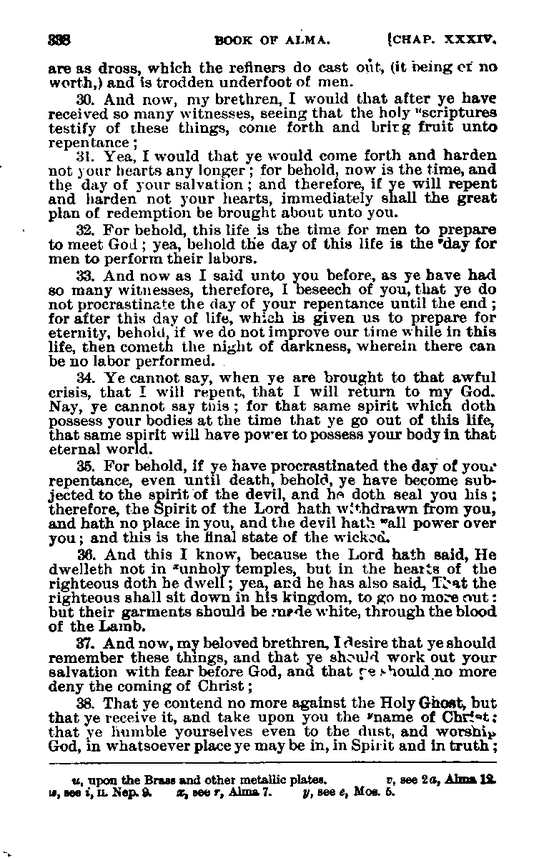 338 BOOK OF ALMA. [CHAP. XXXIV.
are as dross, which the refiners do cast out, (it being of no
worth,) and is trodden underfoot of men.
30. And now, my brethren, I would that after ye have
received so many witnesses, seeing that the holy "scriptures
testify of these things, come forth and bring fruit unto
repentance;
31. Yea, I would that ye would come forth and harden
not your hearts any longer; for behold, now is the time, and
the day of your salvation; and therefore, if ye will repent
and harden not your hearts, immediately shall the great
plan of redemption be brought about unto you.
32. For behold, this life is the time for men to prepare
to meet God; yea, behold the day of this life is the ᵛday for
men to perform their labors.
33. And now as I said unto you before, as ye have had
so many witnesses, therefore, I beseech of you, that ye do
not procrastinate the day of your repentance until the end;
for after this day of life, which is given us to prepare for
eternity, behold, if we do not improve our time while in this
life, then cometh the night of darkness, wherein there can
be no labor performed.
34. Ye cannot say, when ye are brought to that awful
crisis, that I will repent, that I will return to my God.
Nay, ye cannot say this; for that same spirit which doth
possess your bodies at the time that ye go out of this life,
that same spirit will have power to possess your body in that
eternal world.
35. For behold, if ye have procrastinated the day of your
repentance, even until death, behold, ye have become sub-
jected to the spirit of the devil, and he doth seal you his;
therefore, the Spirit of the Lord hath withdrawn from you,
and hath no place in you, and the devil hath ʷall power over
you; and this is the final state of the wicked.
36. And this I know, because the Lord hath said, He
dwelleth not in ˣunholy temples, but in the hearts of the
righteous doth he dwell; yea, and he has also said, That the
righteous shall sit down in his kingdom, to go no more out:
but their garments should be made white, through the blood
of the Lamb.
37. And now, my beloved brethren, I desire that ye should
remember these things, and that ye should work out your
salvation with fear before God, and that ye should no more
deny the coming of Christ;
38. That ye contend no more against the Holy Ghost, but
that ye receive it, and take upon you the ʸname of Christ;
that ye humble yourselves even to the dust, and worship
God, in whatsoever place ye may be in, in Spirit and in truth;
u, upon the Brass and other metallic plates. v, see 2a, Alma 12.
w, see i, II. Nep. 9. x, see r, Alma 7. y, see e, Mos. 5.